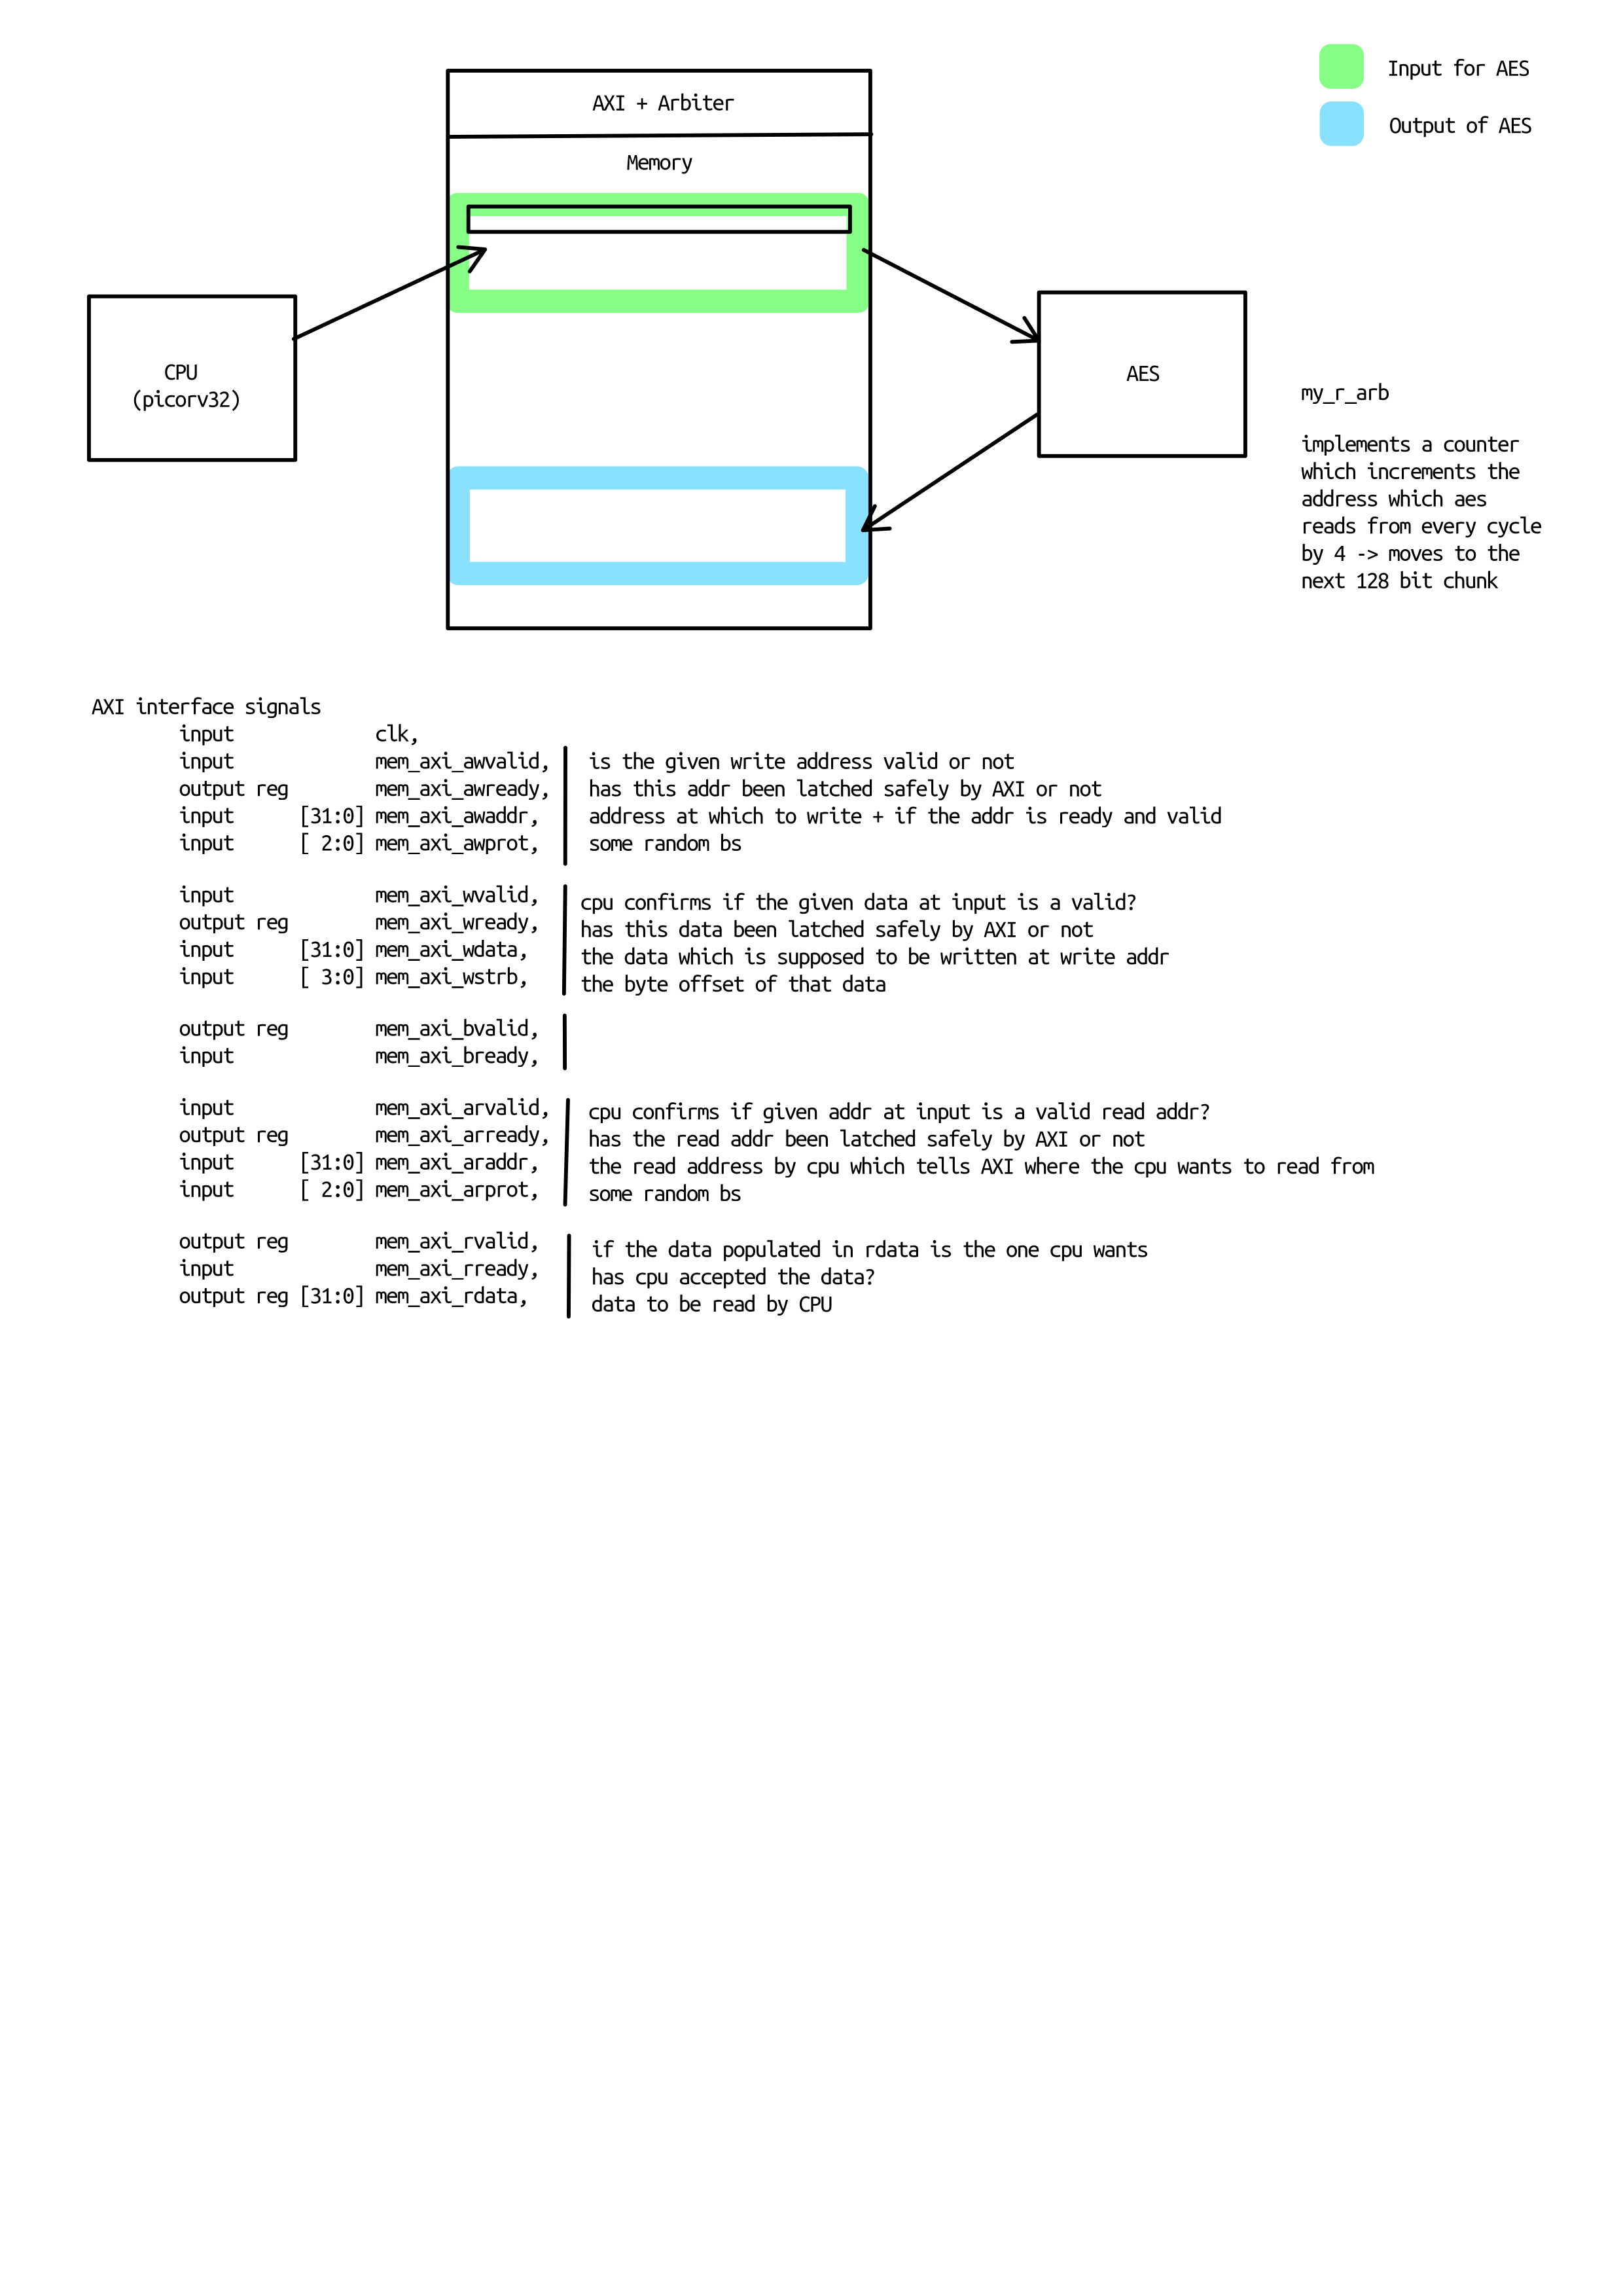 Input for AES
Output of AES
AXI + Arbiter
Memory
CPU
(picorv32)
AES
my_r_arb
implements a counter
which increments the
address which aes
reads from every cycle
by 4 -> moves to the
next 128 bit chunk
AXI interface signals
input clk,
input mem_axi_awvalid, is the given write address valid or not
output reg mem_axi_awready, has this addr been latched safely by AXI or not
input [31:0] mem_axi_awaddr, address at which to write + if the addr is ready and valid
input [ 2:0] mem_axi_awprot, some random bs
input mem_axi_wvalid, cpu confirms if the given data at input is a valid?
output reg mem_axi_wready, has this data been latched safely by AXI or not
input [31:0] mem_axi_wdata, the data which is supposed to be written at write addr
input [ 3:0] mem_axi_wstrb, the byte offset of that data
output reg mem_axi_bvalid,
input mem_axi_bready,
input mem_axi_arvalid, cpu confirms if given addr at input is a valid read addr?
output reg mem_axi_arready, has the read addr been latched safely by AXI or not
input [31:0] mem_axi_araddr, the read address by cpu which tells AXI where the cpu wants to read from
input [ 2:0] mem_axi_arprot, some random bs
output reg mem_axi_rvalid, if the data populated in rdata is the one cpu wants
input mem_axi_rready, has cpu accepted the data?
output reg [31:0] mem_axi_rdata, data to be read by CPU